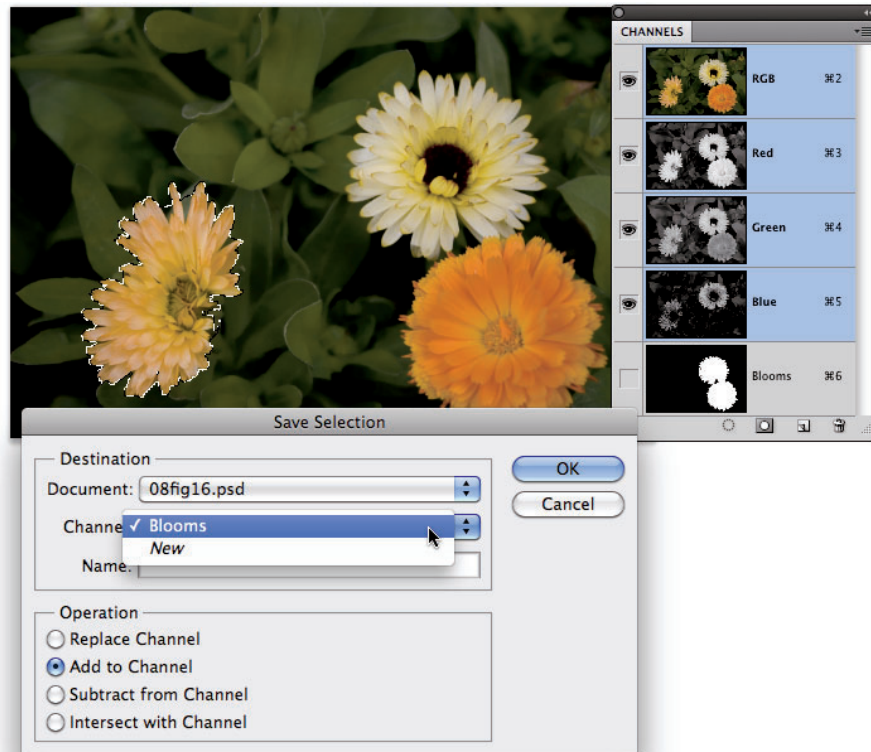 CHANNELS
RGB ⌘2
Red ⌘3
Green ⌘4
Blue ⌘5
Blooms ⌘6
Save Selection
Destination
Document: 08fig16.psd
Channe ✓ Blooms
New
Name:
OK
Cancel
Operation
Replace Channel
Add to Channel
Subtract from Channel
Intersect with Channel